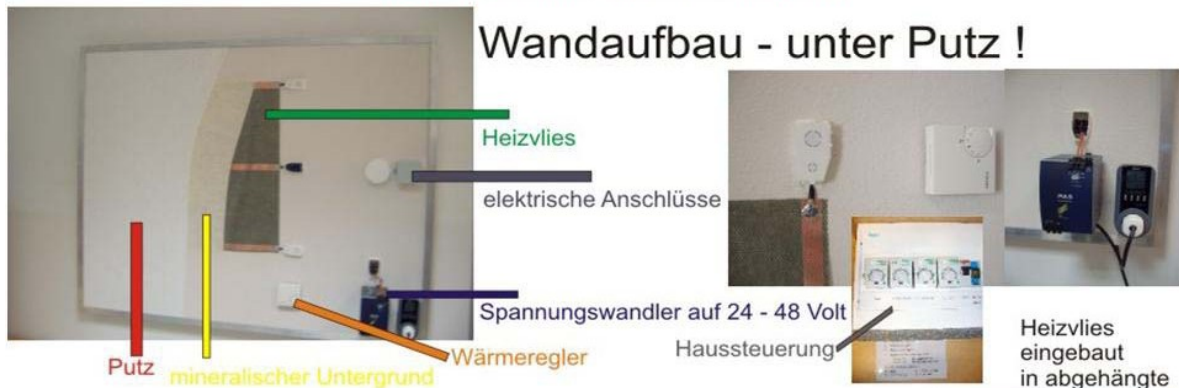 Wandaufbau - unter Putz !
Heizvlies
elektrische Anschlüsse
Spannungswandler auf 24 - 48 Volt
Wärmeregler
Putz
mineralischer Untergrund
Haussteuerung
Heizvlies
eingebaut
in abgehängte
PULS